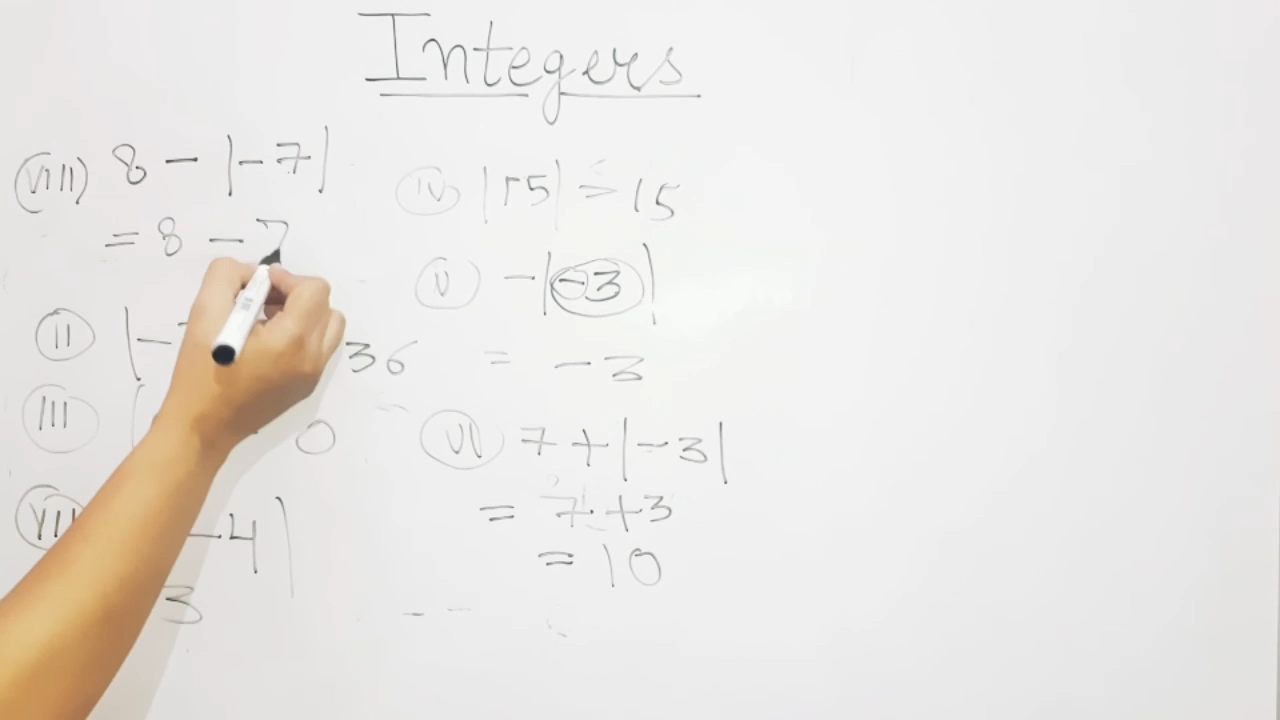 Integers
(VIII) 8 - |-7|
= 8 - 7
(II) |- 36
(III) 0
(VII) -4|
3
(IV) |15| = 15
(V) -|-3|
= -3
(VI) 7 + |-3|
= 7 + 3
= 10